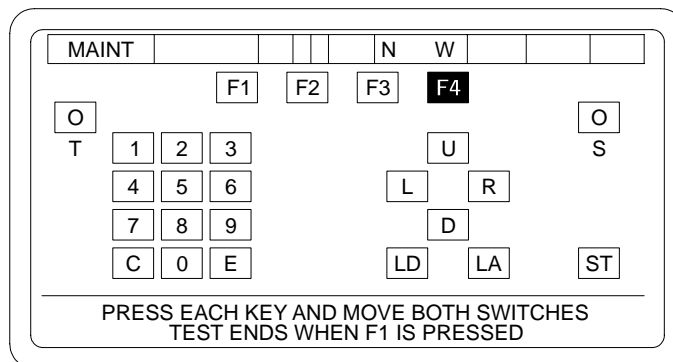 MAINT N W
F1 F2 F3 F4
O O
T 1 2 3 U S
4 5 6 L R
7 8 9 D
C 0 E LD LA ST
PRESS EACH KEY AND MOVE BOTH SWITCHES
TEST ENDS WHEN F1 IS PRESSED